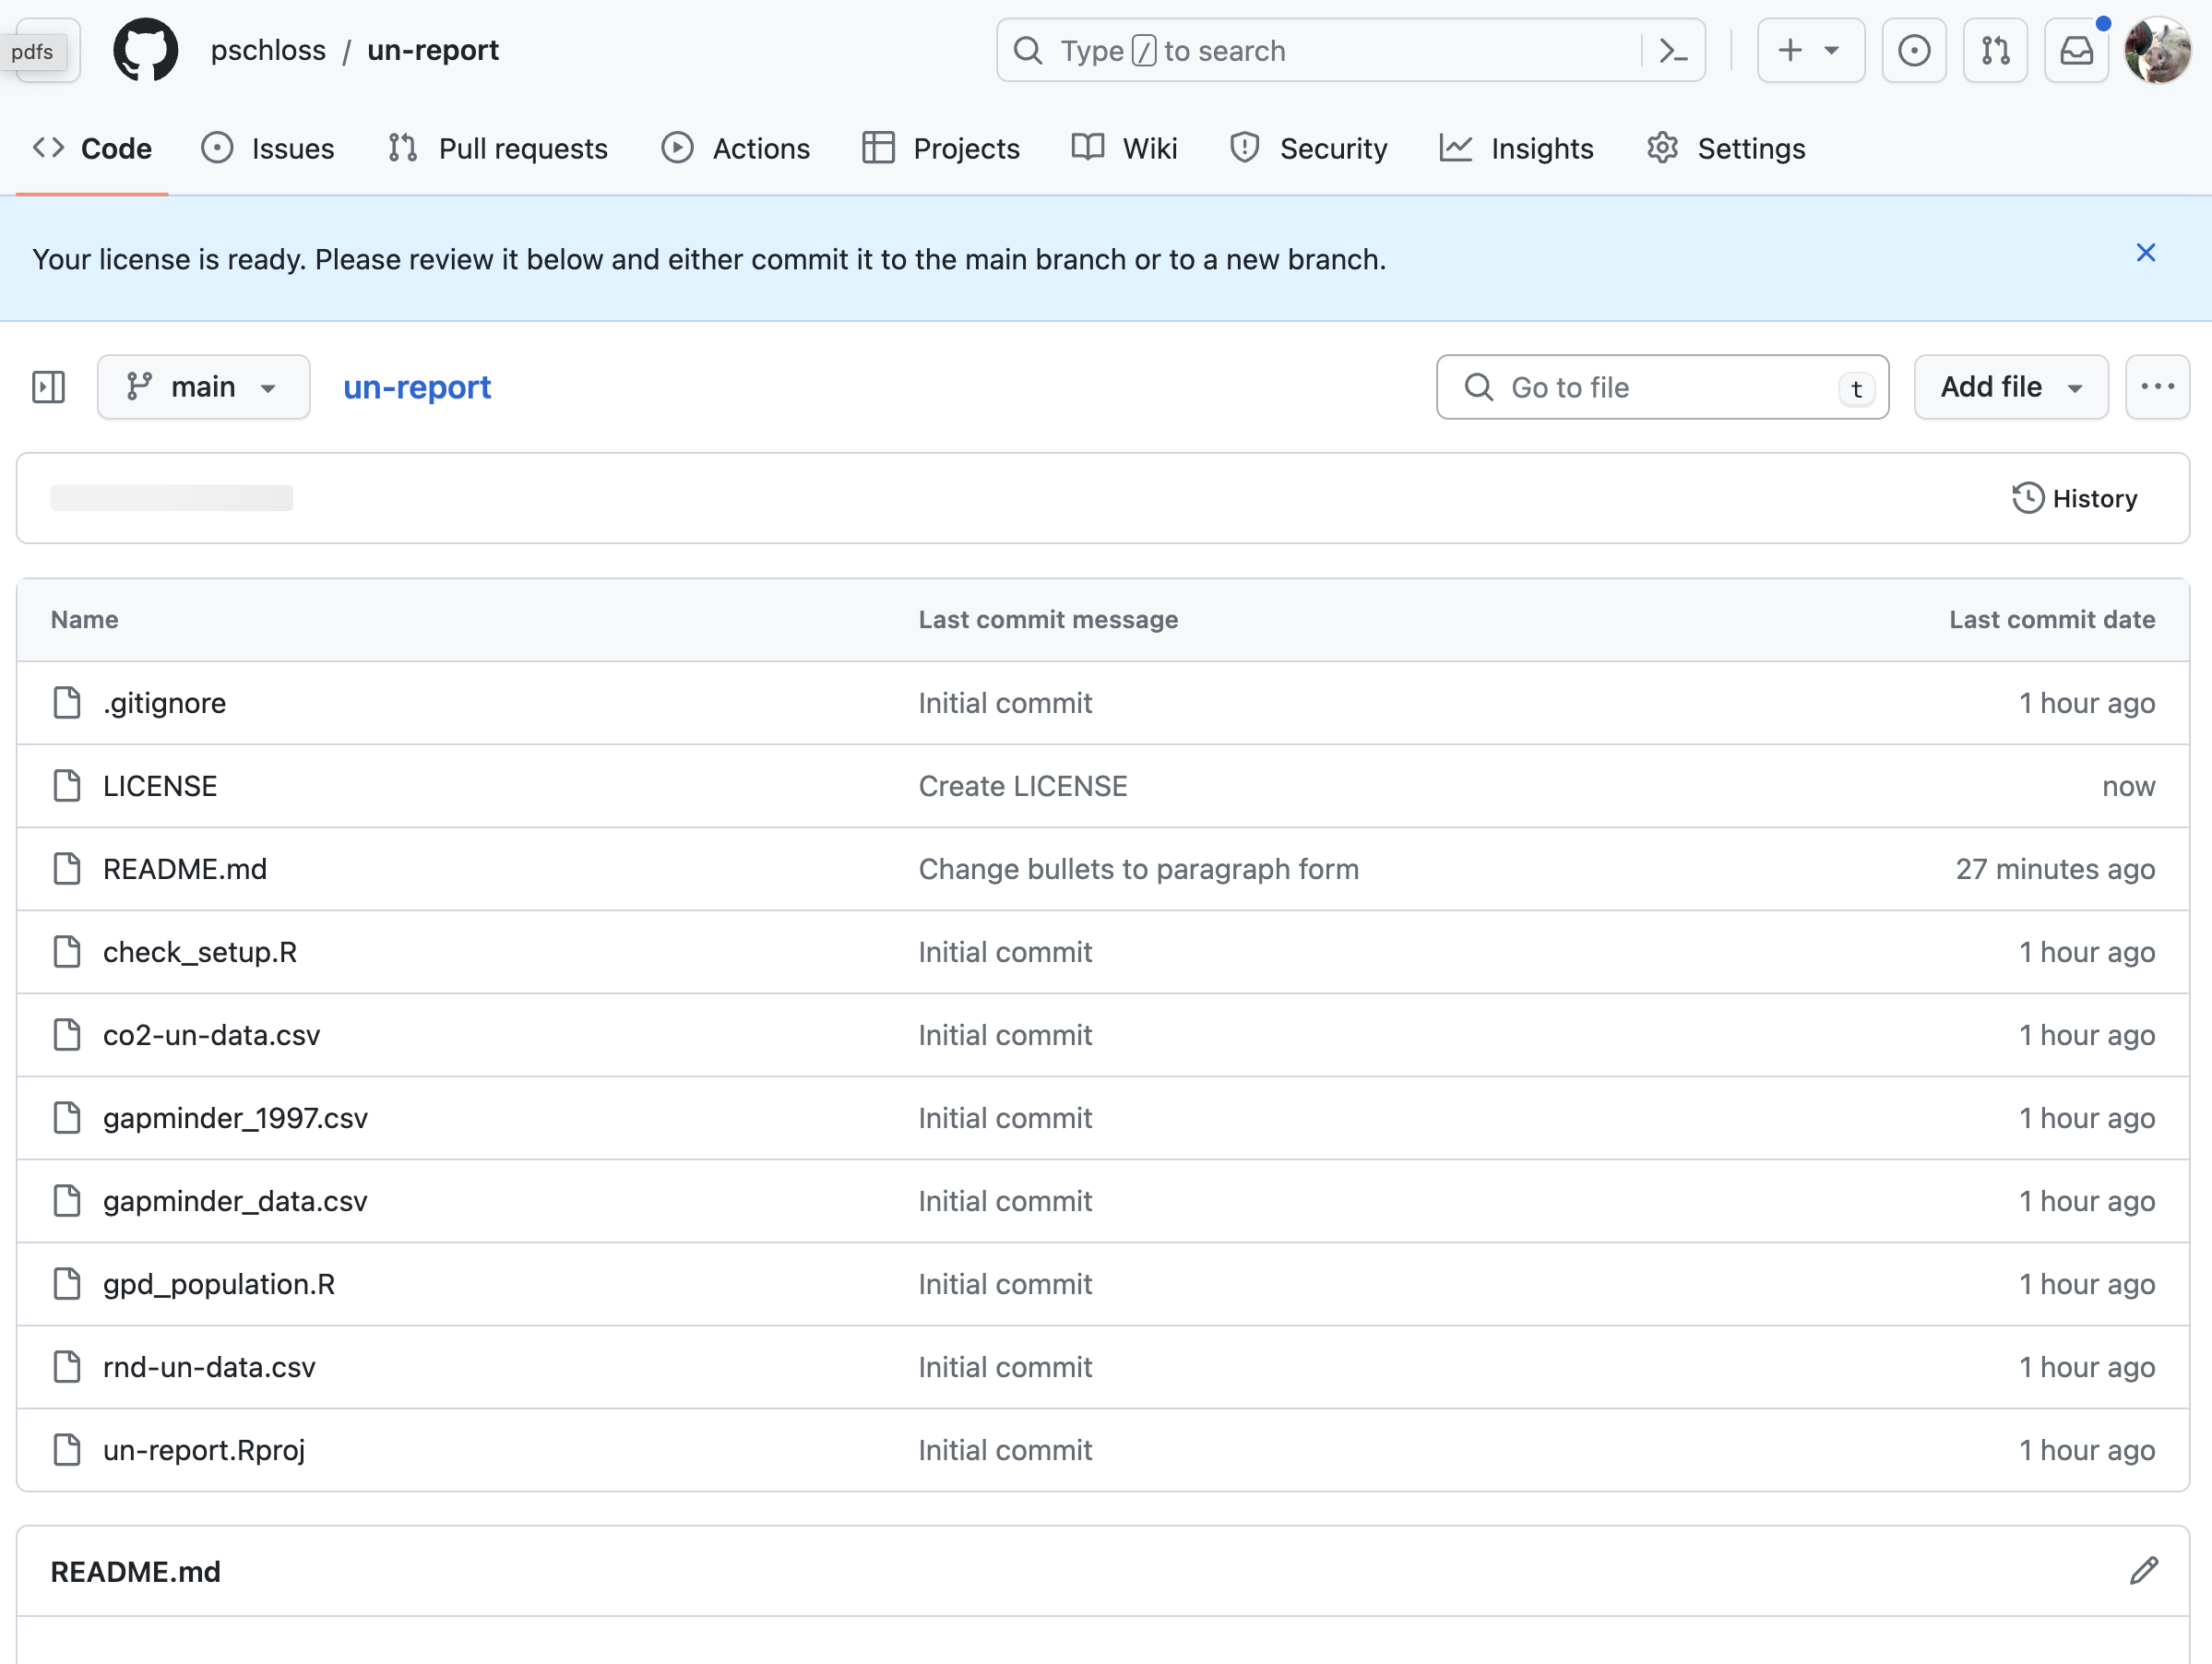 pdfs
pschloss / un-report
Type / to search
Code Issues Pull requests Actions Projects Wiki Security Insights Settings
Your license is ready. Please review it below and either commit it to the main branch or to a new branch.
main un-report Go to file t Add file
History
Name Last commit message Last commit date
.gitignore Initial commit 1 hour ago
LICENSE Create LICENSE now
README.md Change bullets to paragraph form 27 minutes ago
check_setup.R Initial commit 1 hour ago
co2-un-data.csv Initial commit 1 hour ago
gapminder_1997.csv Initial commit 1 hour ago
gapminder_data.csv Initial commit 1 hour ago
gpd_population.R Initial commit 1 hour ago
rnd-un-data.csv Initial commit 1 hour ago
un-report.Rproj Initial commit 1 hour ago
README.md